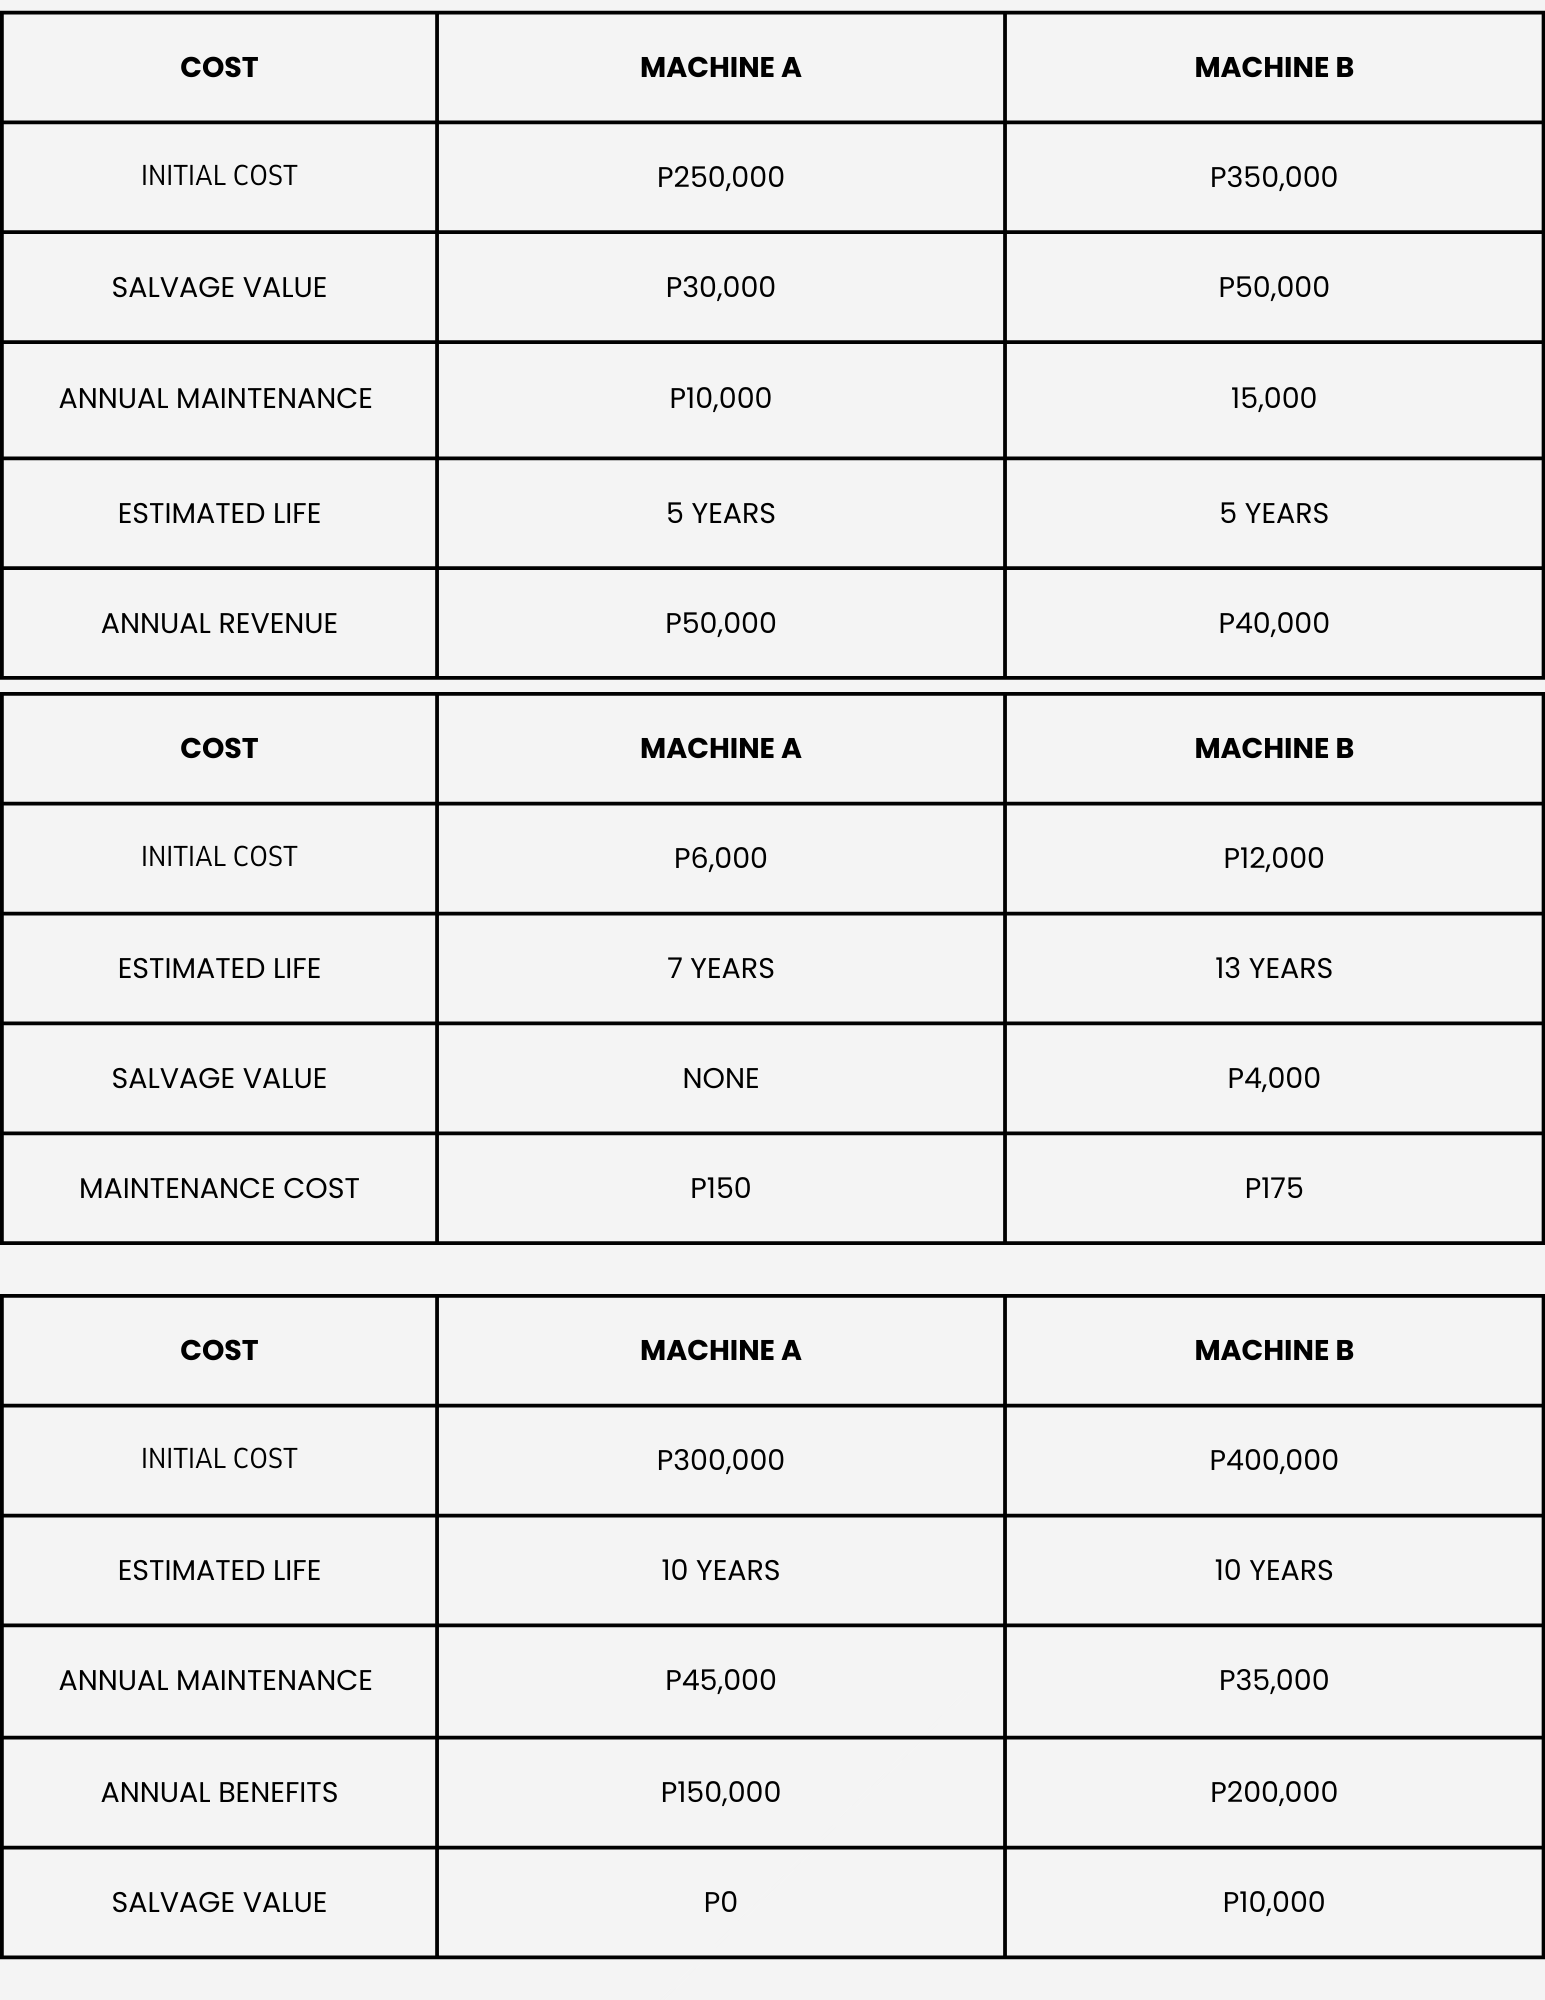 COST MACHINE A MACHINE B
INITIAL COST P250,000 P350,000
SALVAGE VALUE P30,000 P50,000
ANNUAL MAINTENANCE P10,000 15,000
ESTIMATED LIFE 5 YEARS 5 YEARS
ANNUAL REVENUE P50,000 P40,000
COST MACHINE A MACHINE B
INITIAL COST P6,000 P12,000
ESTIMATED LIFE 7 YEARS 13 YEARS
SALVAGE VALUE NONE P4,000
MAINTENANCE COST P150 P175
COST MACHINE A MACHINE B
INITIAL COST P300,000 P400,000
ESTIMATED LIFE 10 YEARS 10 YEARS
ANNUAL MAINTENANCE P45,000 P35,000
ANNUAL BENEFITS P150,000 P200,000
SALVAGE VALUE P0 P10,000